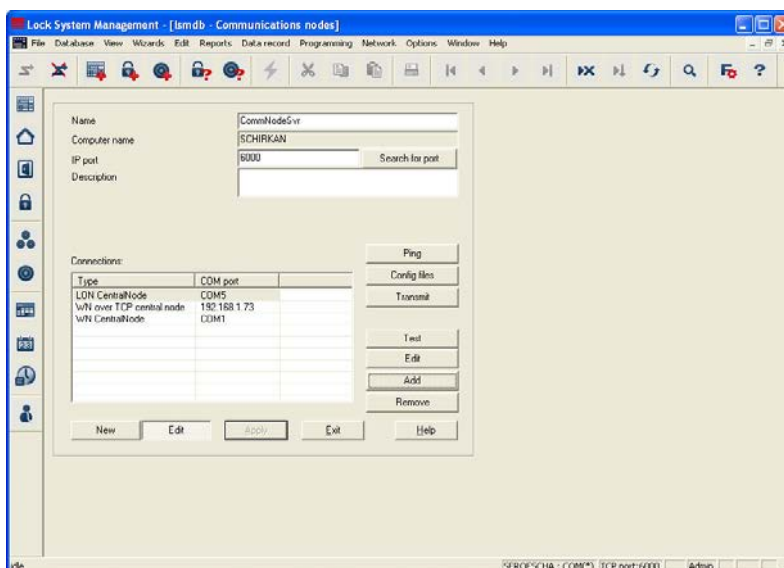 Lock System Management - [lsmdb - Communications nodes]
File Database View Wizards Edit Reports Data record Programming Network Options Window Help
Name CommNodeSvr
Computer name SCHIRKAN
IP port 6000 Search for port
Description
Connections:
Ping
Config files
Transmit
Type COM port
LON CentralNode COM5
WN over TCP central node 192.168.1.73
WN CentralNode COM1
Test
Edit
Add
Remove
New Edit Apply Exit Help
SEROESCHA : COM(*) TCP port:6000 Admin